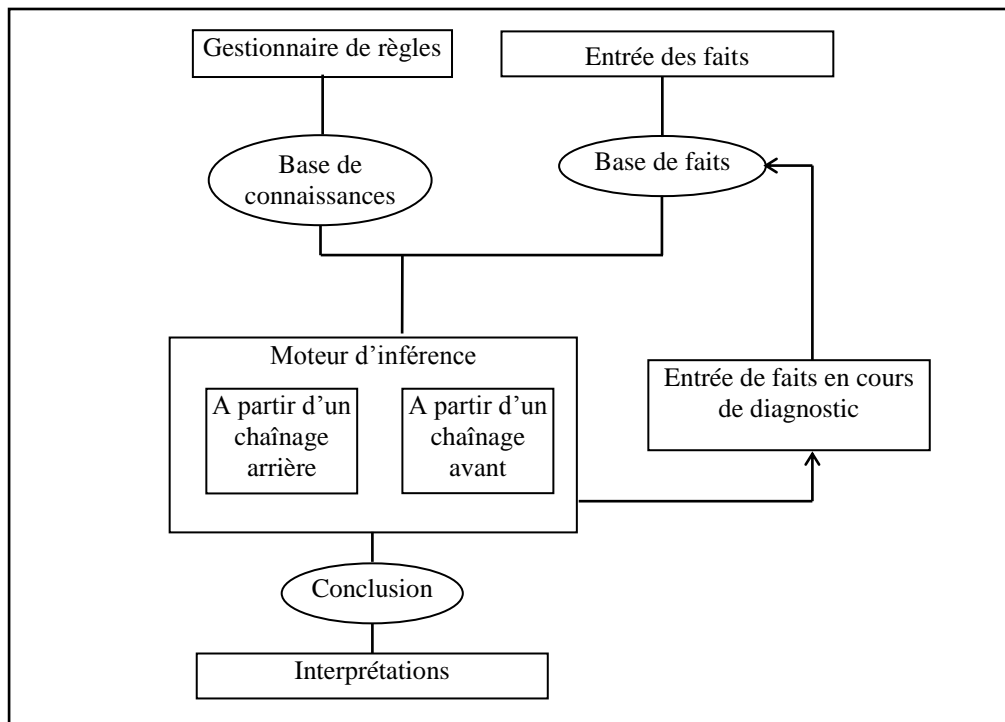 Gestionnaire de règles
Entrée des faits
Base de
connaissances
Base de faits
Moteur d’inférence
A partir d’un
chaînage
arrière
A partir d’un
chaînage
avant
Entrée de faits en cours
de diagnostic
Conclusion
Interprétations